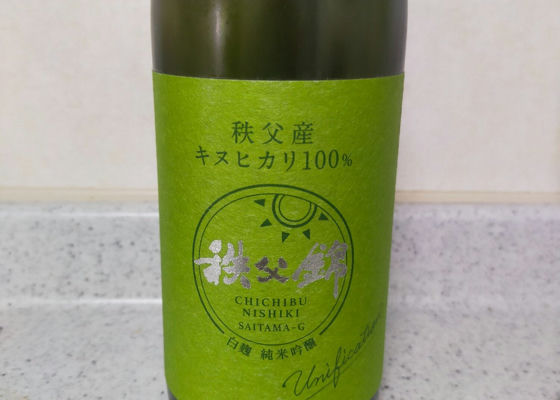 秩父産
キヌヒカリ100%
秩父錦
CHICHIBU
NISHIKI
SAITAMA-G
白麹 純米吟醸
Unification